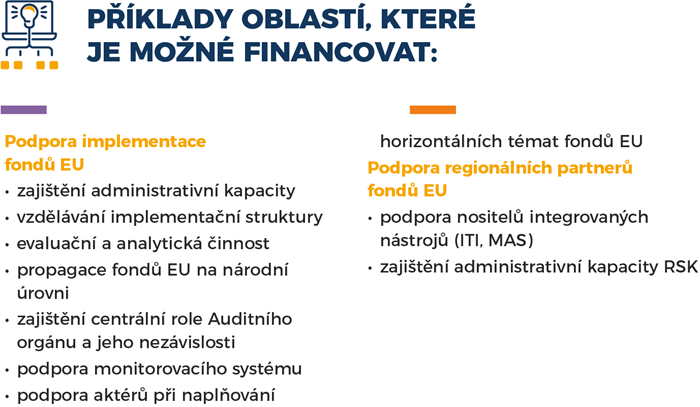 PŘÍKLADY OBLASTÍ, KTERÉ
JE MOŽNÉ FINANCOVAT:
Podpora implementace
fondů EU
• zajištění administrativní kapacity
• vzdělávání implementační struktury
• evaluační a analytická činnost
• propagace fondů EU na národní
úrovni
• zajištění centrální role Auditního
orgánu a jeho nezávislosti
• podpora monitorovacího systému
• podpora aktérů při naplňování
horizontálních témat fondů EU
Podpora regionálních partnerů
fondů EU
• podpora nositelů integrovaných
nástrojů (ITI, MAS)
• zajištění administrativní kapacity RSK